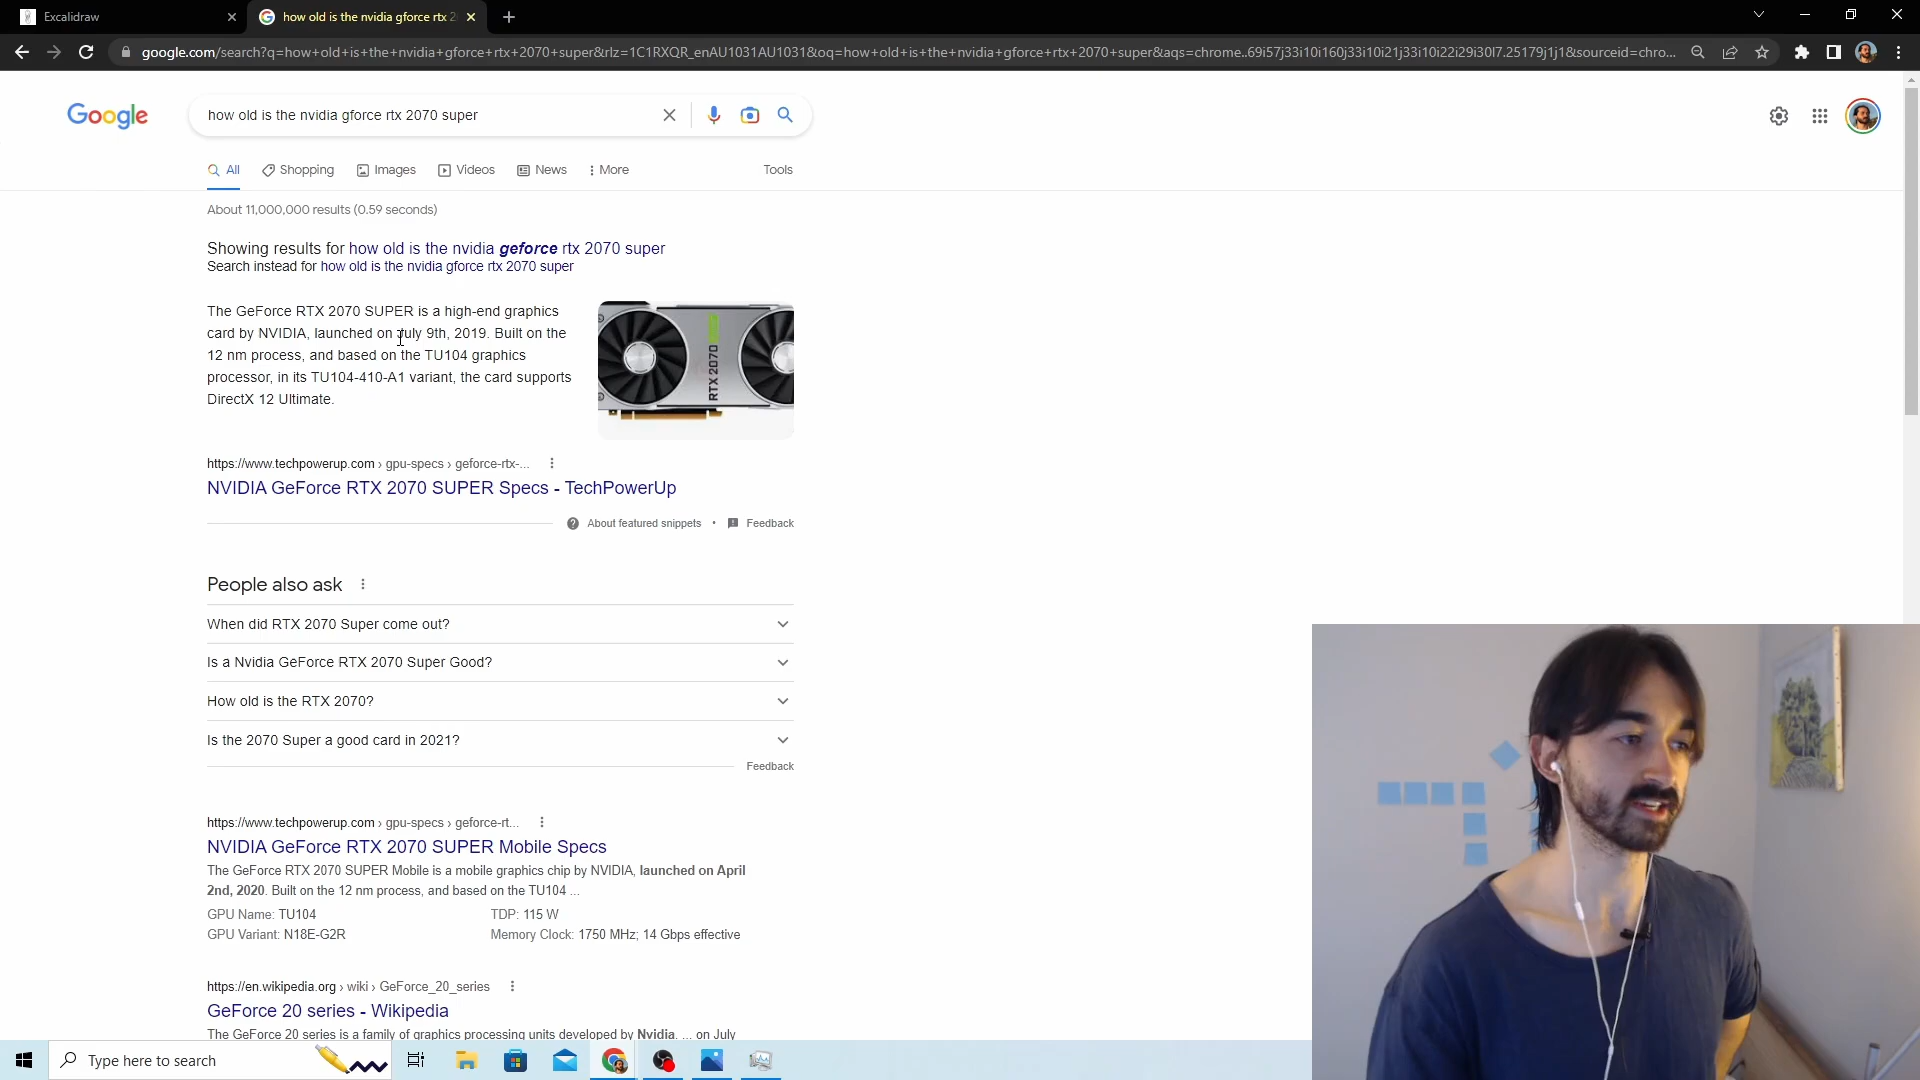 Excalidraw
how old is the nvidia gforce rtx 2
google.com/search?q=how+old+is+the+nvidia+gforce+rtx+2070+super&rlz=1C1RXQR_enAU1031AU1031&oq=how+old+is+the+nvidia+gforce+rtx+2070+super&aqs=chrome..69i57j33i10i160j33i10i21j33i10i22i29i30l7.25179j1j1&sourceid=chro...
Google
how old is the nvidia gforce rtx 2070 super
All
Shopping
Images
Videos
News
More
Tools
About 11,000,000 results (0.59 seconds)
Showing results for how old is the nvidia geforce rtx 2070 super
Search instead for how old is the nvidia gforce rtx 2070 super
The GeForce RTX 2070 SUPER is a high-end graphics
card by NVIDIA, launched on July 9th, 2019. Built on the
12 nm process, and based on the TU104 graphics
processor, in its TU104-410-A1 variant, the card supports
DirectX 12 Ultimate.
RTX 2070
https://www.techpowerup.com › gpu-specs › geforce-rtx-...
NVIDIA GeForce RTX 2070 SUPER Specs - TechPowerUp
About featured snippets • Feedback
People also ask
When did RTX 2070 Super come out?
Is a Nvidia GeForce RTX 2070 Super Good?
How old is the RTX 2070?
Is the 2070 Super a good card in 2021?
Feedback
https://www.techpowerup.com › gpu-specs › geforce-rt...
NVIDIA GeForce RTX 2070 SUPER Mobile Specs
The GeForce RTX 2070 SUPER Mobile is a mobile graphics chip by NVIDIA, launched on April
2nd, 2020. Built on the 12 nm process, and based on the TU104 ...
GPU Name: TU104
TDP: 115 W
GPU Variant: N18E-G2R
Memory Clock: 1750 MHz; 14 Gbps effective
https://en.wikipedia.org › wiki › GeForce_20_series
GeForce 20 series - Wikipedia
The GeForce 20 series is a family of graphics processing units developed by Nvidia. ... on July
Type here to search